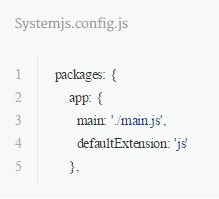 Systemjs.config.js
1 packages: {
2 app: {
3 main: './main.js',
4 defaultExtension: 'js'
5 },